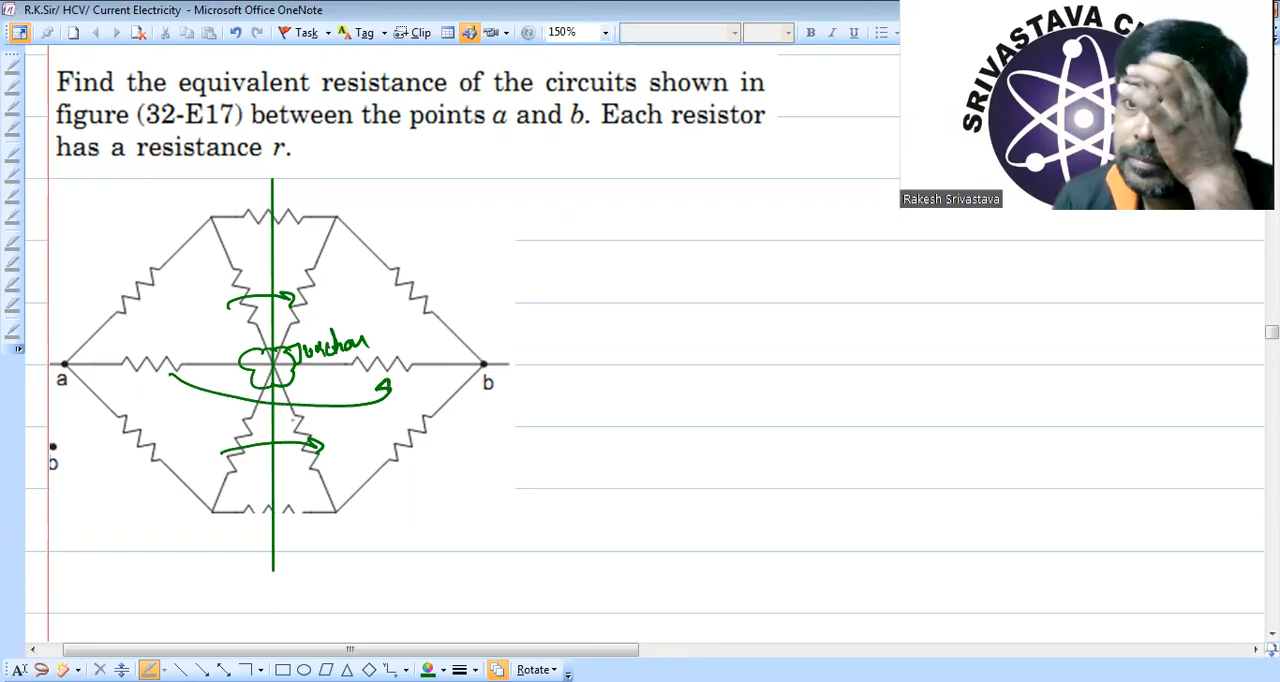 R.K.Sir/ HCV/ Current Electricity - Microsoft Office OneNote
Task
Tag
Clip
150%
B I U
SRIVASTAVA C
Rakesh Srivastava
Find the equivalent resistance of the circuits shown in
figure (32-E17) between the points a and b. Each resistor
has a resistance r.
Junction
a
b
Rotate